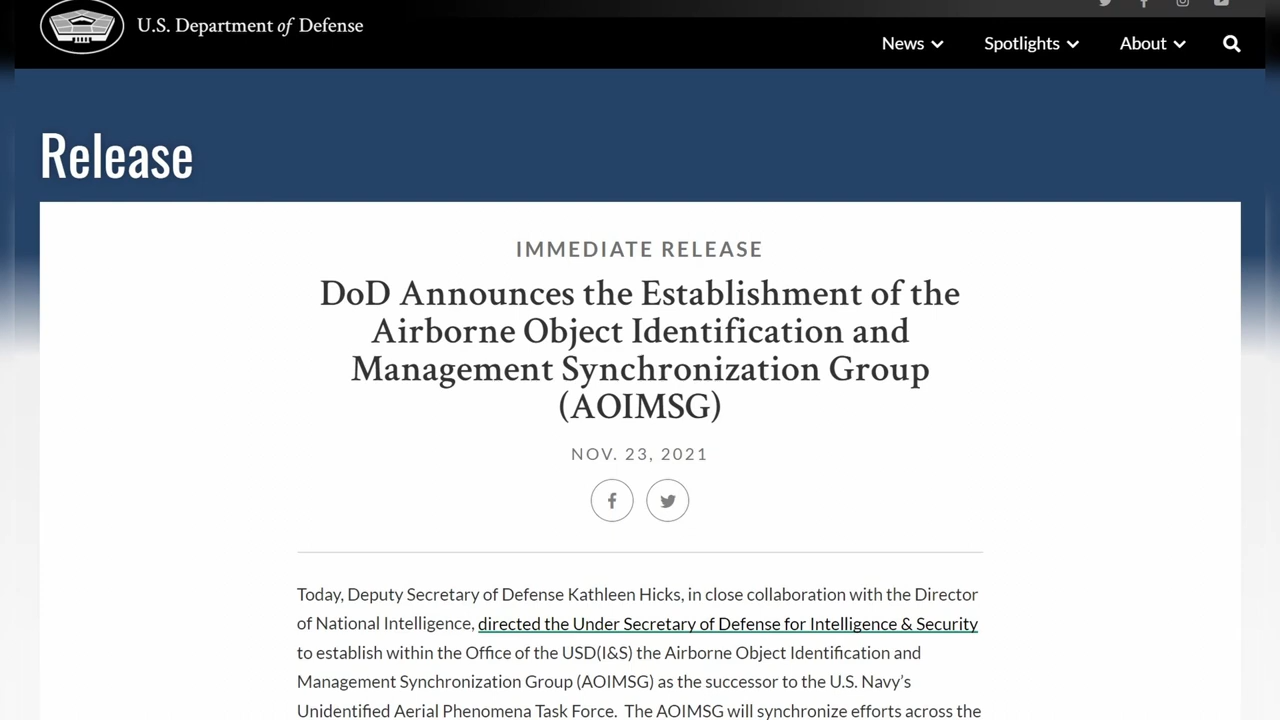 U.S. Department of Defense
News Spotlights About
Release
IMMEDIATE RELEASE
DoD Announces the Establishment of the
Airborne Object Identification and
Management Synchronization Group
(AOIMSG)
NOV. 23, 2021
Today, Deputy Secretary of Defense Kathleen Hicks, in close collaboration with the Director
of National Intelligence, directed the Under Secretary of Defense for Intelligence & Security
to establish within the Office of the USD(I&S) the Airborne Object Identification and
Management Synchronization Group (AOIMSG) as the successor to the U.S. Navy’s
Unidentified Aerial Phenomena Task Force. The AOIMSG will synchronize efforts across the